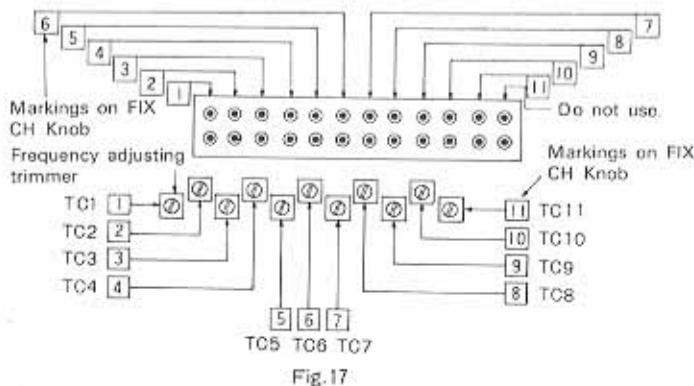 6
5
4
3
2
1
7
8
9
10
11
Markings on FIX
CH Knob
Do not use.
Frequency adjusting
trimmer
Markings on FIX
CH Knob
TC1 1
TC2 2
TC3 3
TC4 4
5 6 7
TC5 TC6 TC7
11 TC11
10 TC10
9 TC9
8 TC8
Fig.17